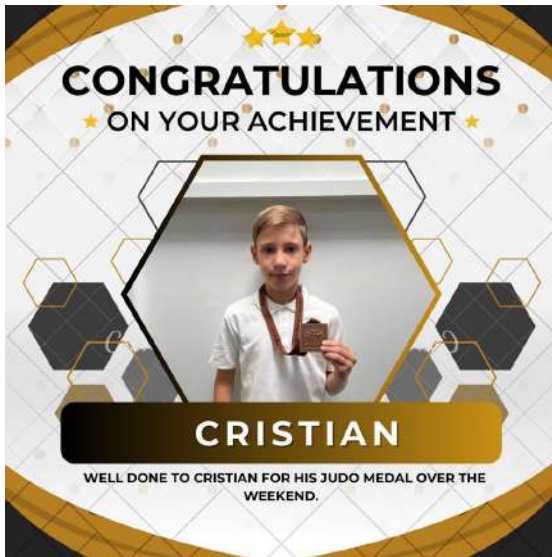 CONGRATULATIONS
ON YOUR ACHIEVEMENT
CRISTIAN
WELL DONE TO CRISTIAN FOR HIS JUDO MEDAL OVER THE
WEEKEND.